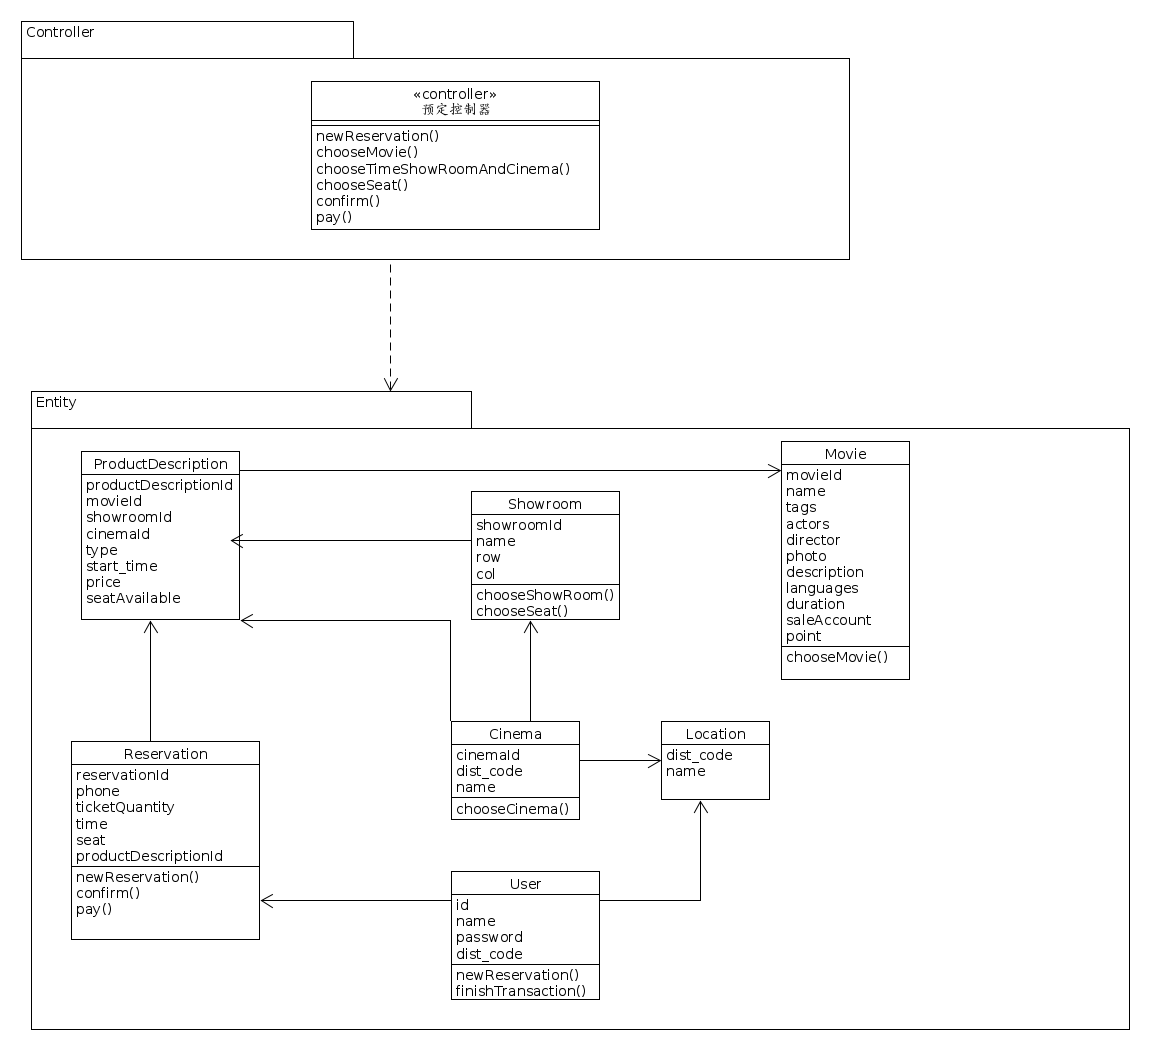 Controller
«controller»
预定控制器
newReservation()
chooseMovie()
chooseTimeShowRoomAndCinema()
chooseSeat()
confirm()
pay()
Entity
ProductDescription
productDescriptionId
movieId
showroomId
cinemaId
type
start_time
price
seatAvailable
Showroom
showroomId
name
row
col
chooseShowRoom()
chooseSeat()
Movie
movieId
name
tags
actors
director
photo
description
languages
duration
saleAccount
point
chooseMovie()
Reservation
reservationId
phone
ticketQuantity
time
seat
productDescriptionId
newReservation()
confirm()
pay()
Cinema
cinemaId
dist_code
name
chooseCinema()
Location
dist_code
name
User
id
name
password
dist_code
newReservation()
finishTransaction()